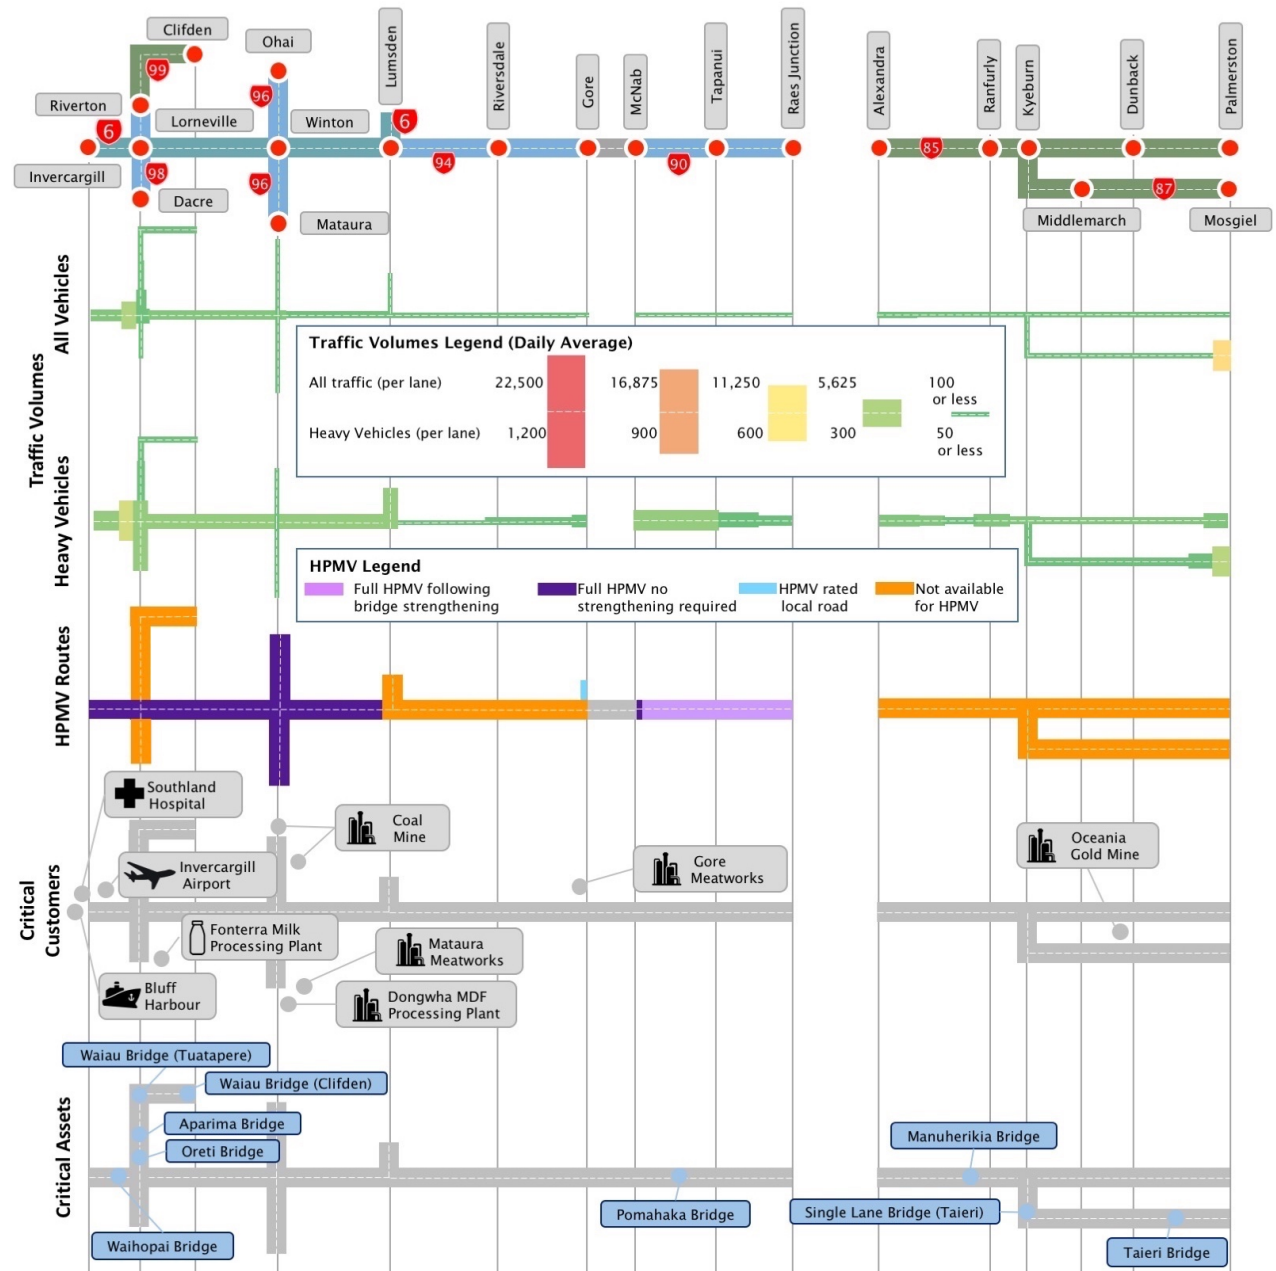 Clifden
Ohai
Lumsden
Riversdale
Gore
McNab
Tapanui
Raes Junction
Alexandra
Ranfurly
Kyeburn
Dunback
Palmerston
99
96
Riverton
6
Lorneville
Winton
6
94
90
85
Invercargill
98
96
87
Dacre
Mataura
Middlemarch
Mosgiel
Traffic Volumes
All Vehicles
Traffic Volumes Legend (Daily Average)
All traffic (per lane)
22,500
16,875
11,250
5,625
100
or less
Heavy Vehicles (per lane)
1,200
900
600
300
50
or less
Heavy Vehicles
HPMV Legend
Full HPMV following
bridge strengthening
Full HPMV no
strengthening required
HPMV rated
local road
Not available
for HPMV
HPMV Routes
Critical
Customers
Southland
Hospital
Coal
Mine
Invercargill
Airport
Gore
Meatworks
Oceania
Gold Mine
Fonterra Milk
Processing Plant
Mataura
Meatworks
Bluff
Harbour
Dongwha MDF
Processing Plant
Critical Assets
Waiau Bridge (Tuatapere)
Waiau Bridge (Clifden)
Aparima Bridge
Oreti Bridge
Manuherikia Bridge
Pomahaka Bridge
Single Lane Bridge (Taieri)
Waihopai Bridge
Taieri Bridge